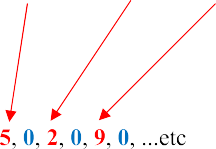 5, 0, 2, 0, 9, 0, ...etc